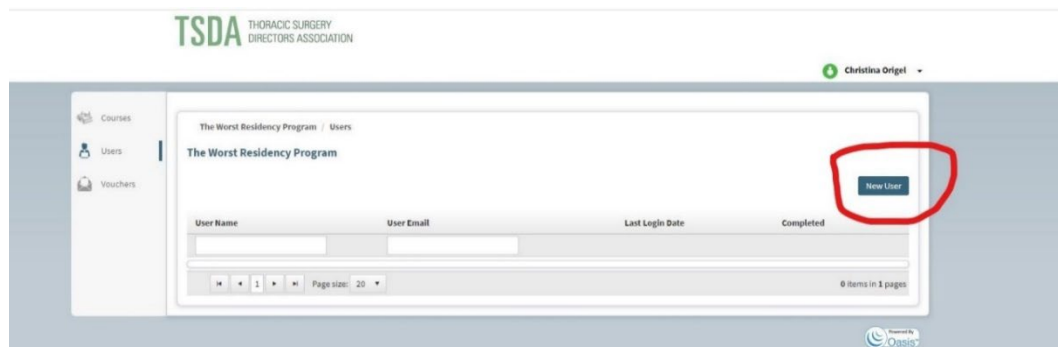 TSDA
THORACIC SURGERY
DIRECTORS ASSOCIATION
Christina Origel
Courses
Users
Vouchers
The Worst Residency Program / Users
The Worst Residency Program
New User
User Name User Email Last Login Date Completed
1 Page size: 20
0 items in 1 pages
Powered By
Oasis